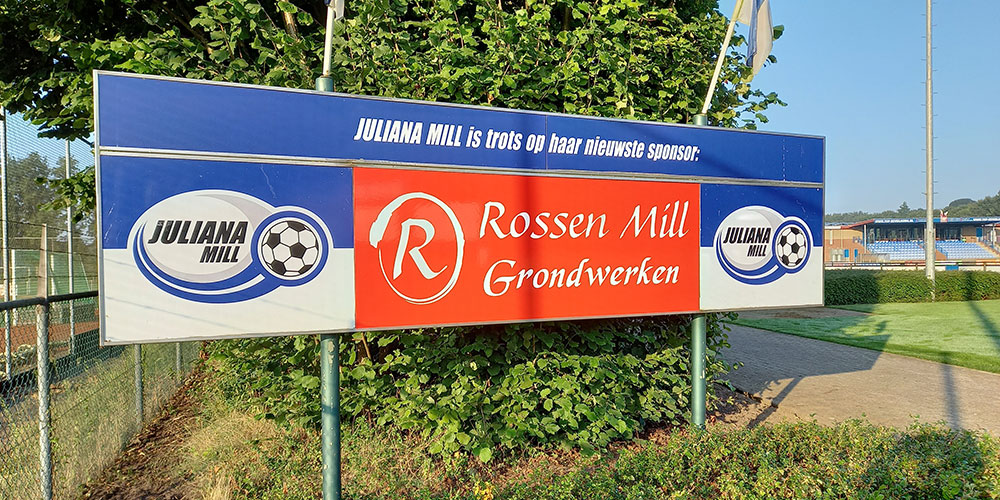 JULIANA MILL is trots op haar nieuwste sponsor:
JULIANA
MILL
R
Rossen Mill
Grondwerken
JULIANA
MILL